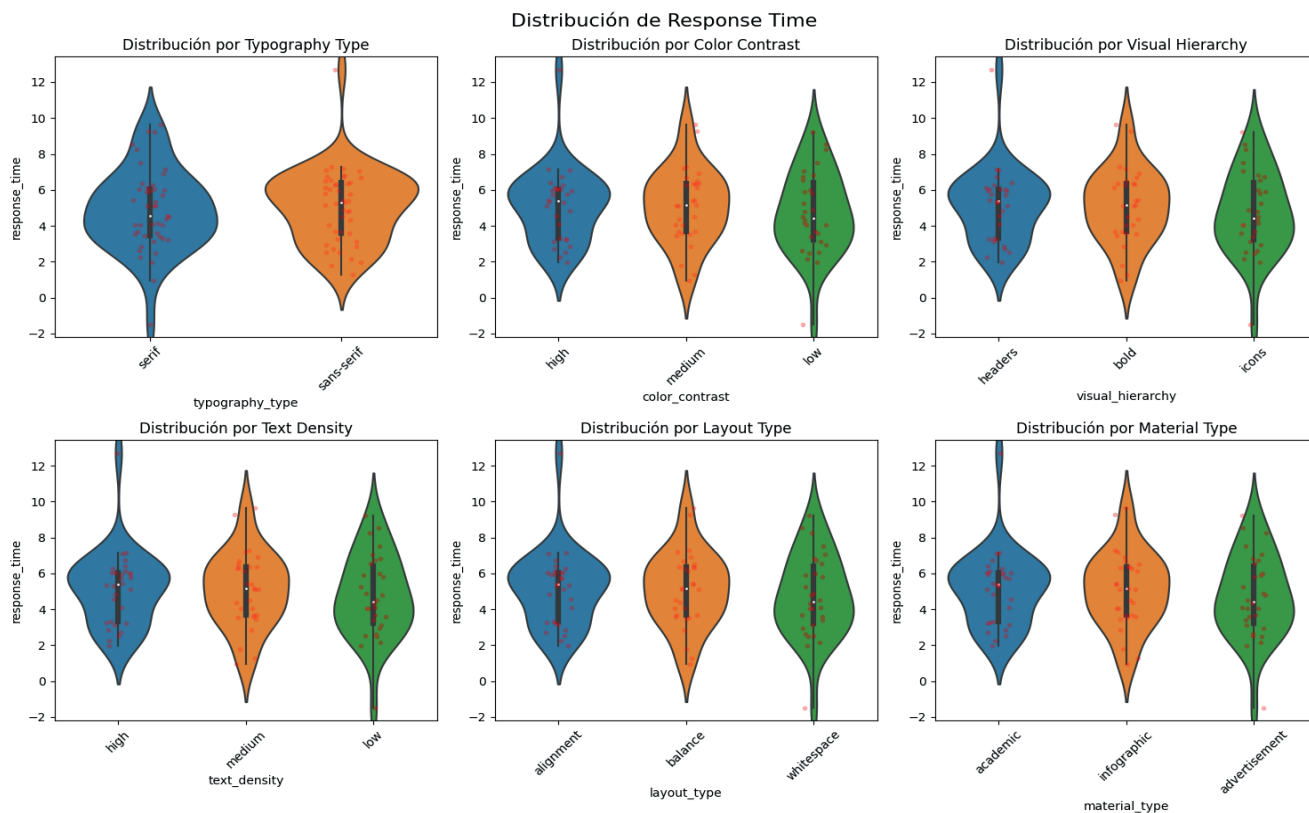 Distribución de Response Time
Distribución por Typography Type
response_time
12
10
8
6
4
2
0
−2
serif
sans-serif
typography_type
Distribución por Color Contrast
response_time
12
10
8
6
4
2
0
−2
high
medium
low
color_contrast
Distribución por Visual Hierarchy
response_time
12
10
8
6
4
2
0
−2
headers
bold
icons
visual_hierarchy
Distribución por Text Density
response_time
12
10
8
6
4
2
0
−2
high
medium
low
text_density
Distribución por Layout Type
response_time
12
10
8
6
4
2
0
−2
alignment
balance
whitespace
layout_type
Distribución por Material Type
response_time
12
10
8
6
4
2
0
−2
academic
infographic
advertisement
material_type